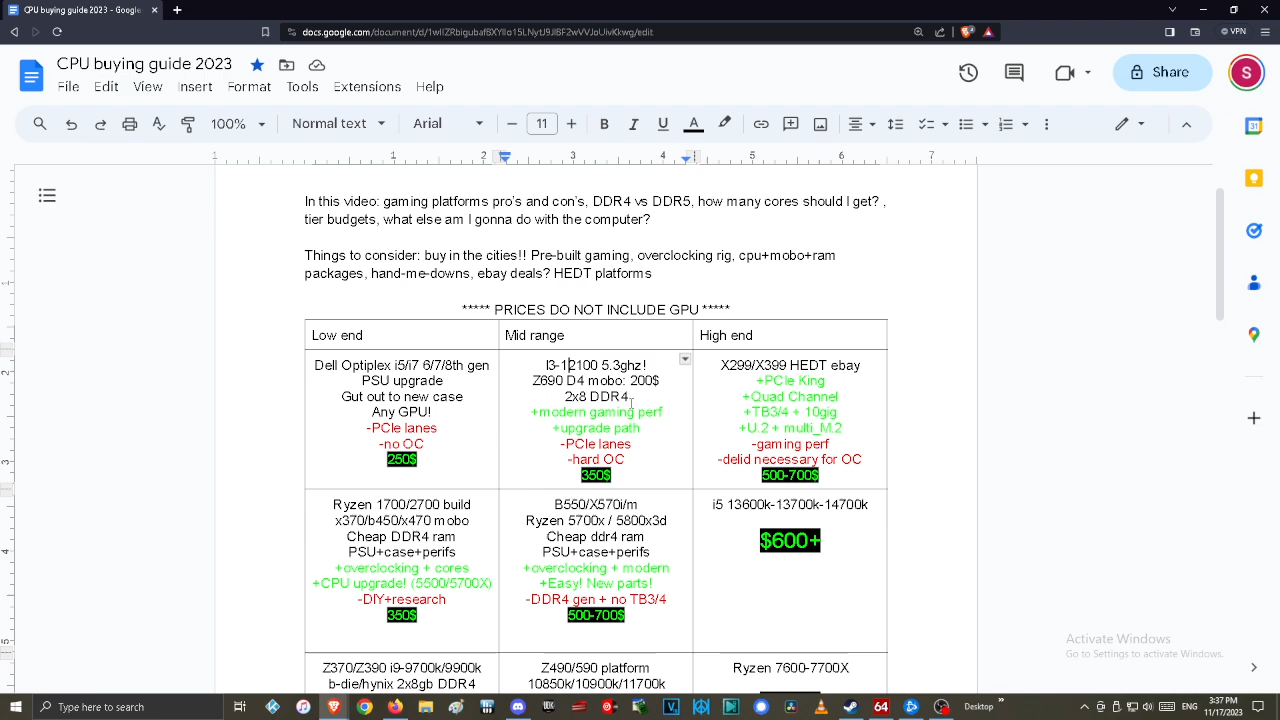 CPU buying guide 2023 - Google
docs.google.com/document/d/
VPN
CPU buying guide 2023
File Edit View Insert Format Tools Extensions Help
Share
S
100% Normal text Arial 11
1 1 2 3 4 5 6 7
In this video: gaming platforms pro's and con's, DDR4 vs DDR5, how many cores should I get? ,
tier budgets, what else am I gonna do with the computer?
Things to consider: buy in the cities!! Pre-built gaming, overclocking rig, cpu+mobo+ram
packages, hand-me-downs, ebay deals? HEDT platforms
***** PRICES DO NOT INCLUDE GPU *****
Low end
Mid range
High end
Dell Optiplex i5/i7 6/7/8th gen
PSU upgrade
Gut out to new case
Any GPU!
-PCIe lanes
-no OC
250$
I3-12100 5.3ghz!
Z690 D4 mobo: 200$
2x8 DDR4
+modern gaming perf
+upgrade path
-PCIe lanes
-hard OC
350$
X299/X399 HEDT ebay
+PCIe King
+Quad Channel
+TB3/4 + 10gig
+U.2 + multi_M.2
-gaming perf
-delid necessary for OC
500-700$
Ryzen 1700/2700 build
x370/b450/x470 mobo
Cheap DDR4 ram
PSU+case+perifs
+overclocking + cores
+CPU upgrade! (5500/5700X)
-DIY+research
350$
B550/X570i/m
Ryzen 5700x / 5800x3d
Cheap ddr4 ram
PSU+case+perifs
+overclocking + modern
+Easy! New parts!
-DDR4 gen + no TB3/4
500-700$
i5 13600k-13700k-14700k
$600+
Z370/Z390 i9-9700k/9900k
b-die/hynix 2x8gb DDR4
Z490/590 platform
10850k/10900k/11700k
Ryzen 7600-7700X
Activate Windows
Go to Settings to activate Windows.
Type here to search
64
Desktop
3:37 PM
11/17/2023